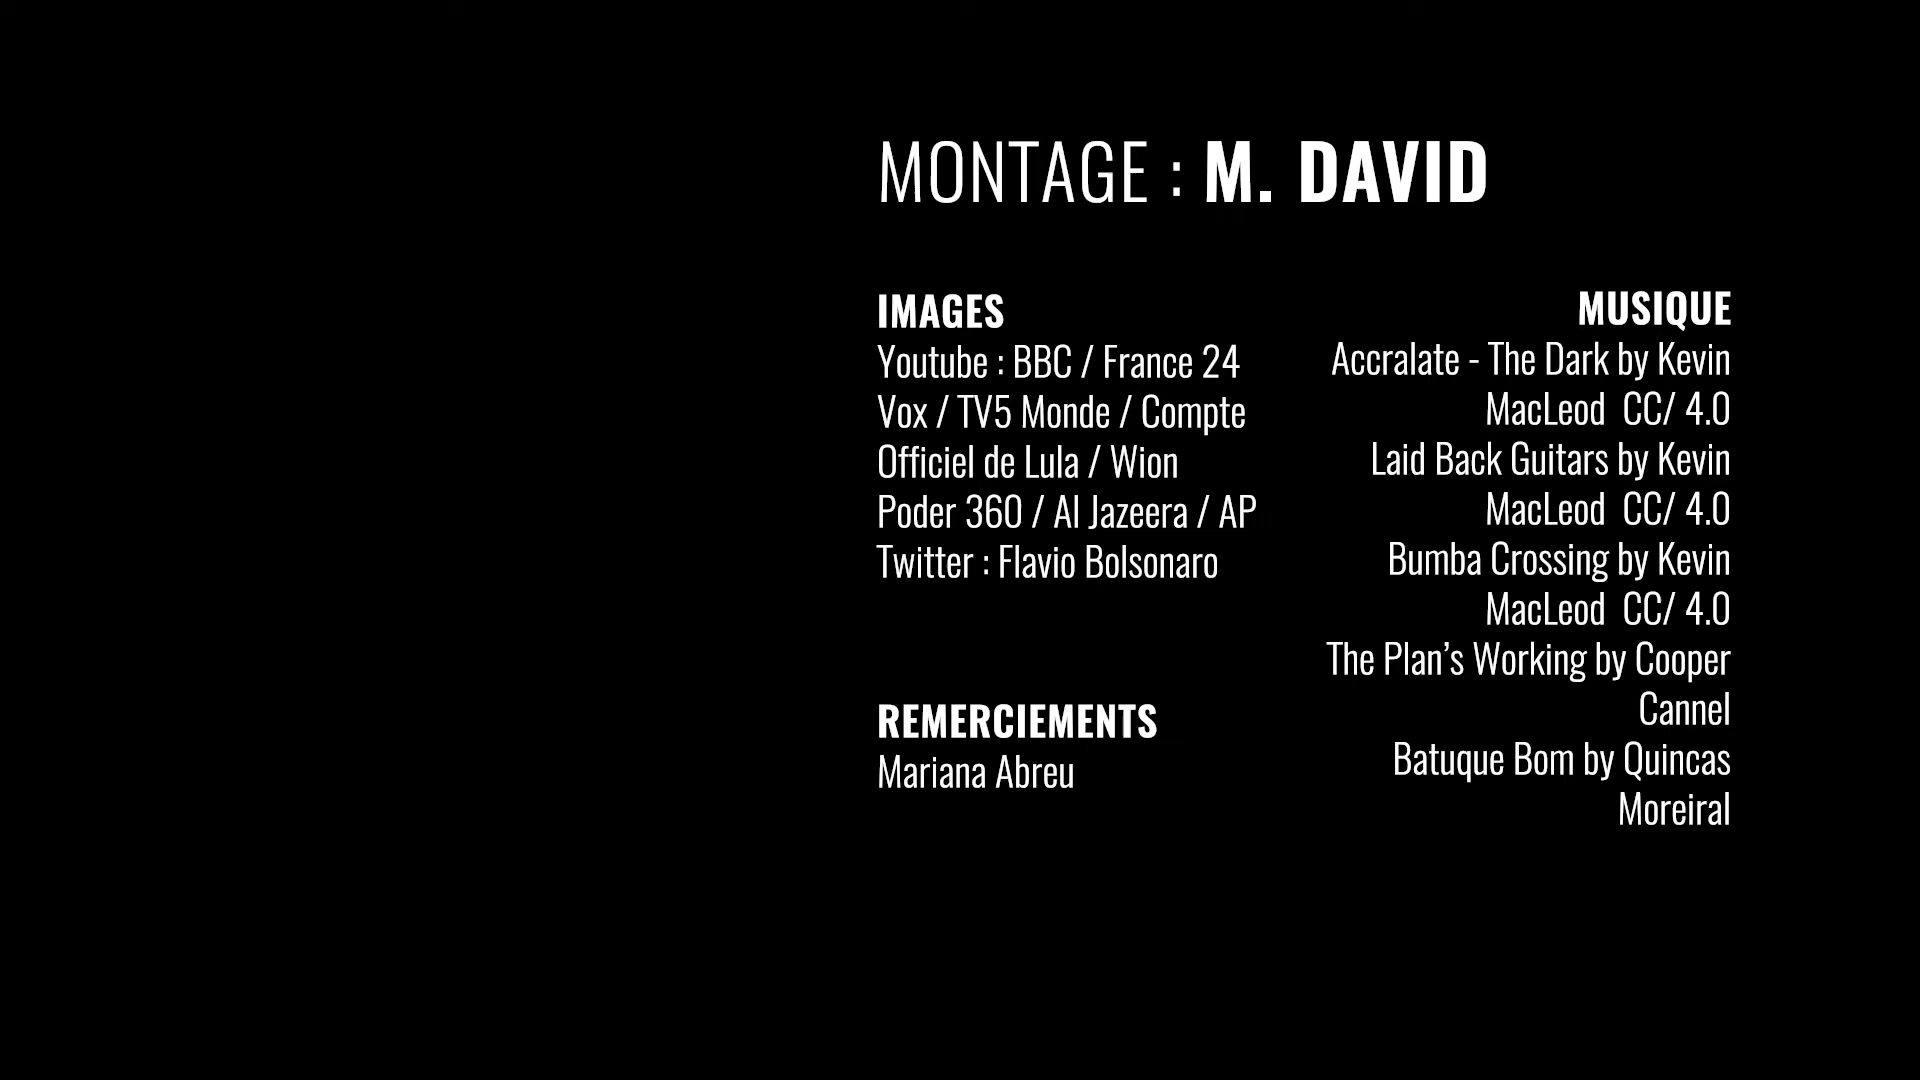 MONTAGE : M. DAVID
IMAGES
Youtube : BBC / France 24
Vox / TV5 Monde / Compte
Officiel de Lula / Wion
Poder 360 / Al Jazeera / AP
Twitter : Flavio Bolsonaro
REMERCIEMENTS
Mariana Abreu
MUSIQUE
Accralate - The Dark by Kevin
MacLeod  CC/ 4.0
Laid Back Guitars by Kevin
MacLeod  CC/ 4.0
Bumba Crossing by Kevin
MacLeod  CC/ 4.0
The Plan’s Working by Cooper
Cannel
Batuque Bom by Quincas
Moreiral